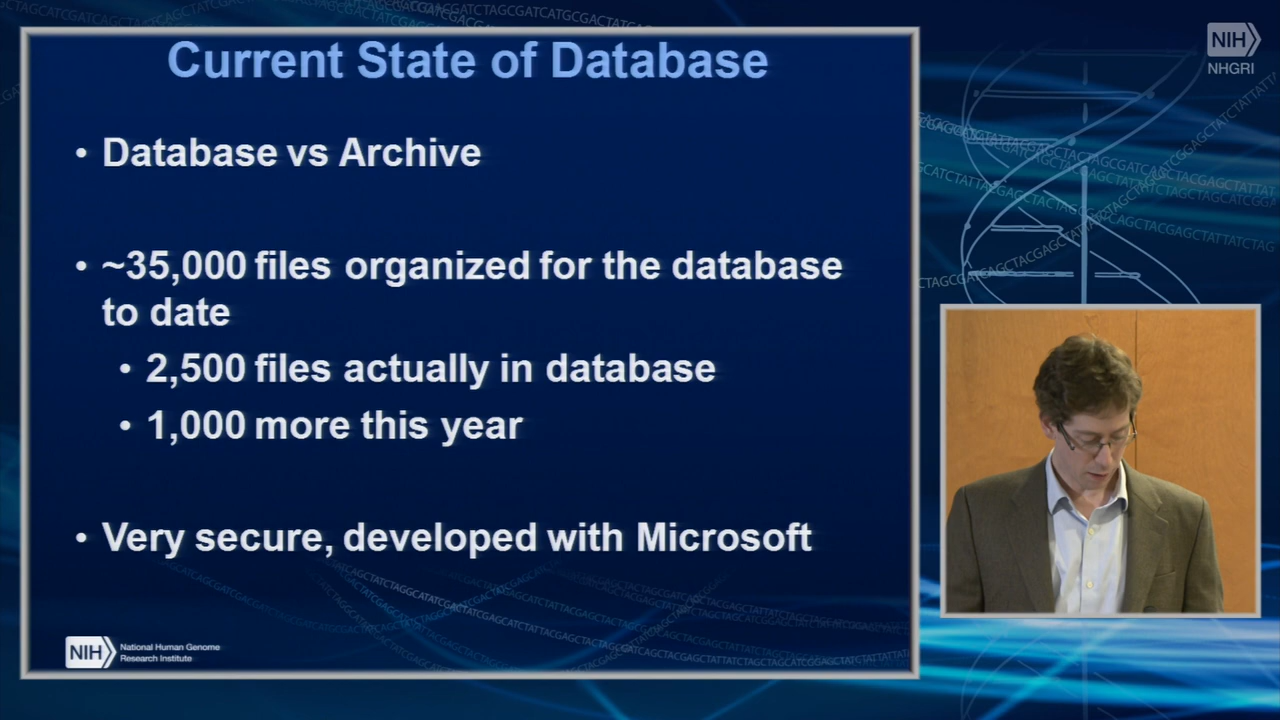 Current State of Database
• Database vs Archive
• ~35,000 files organized for the database
to date
• 2,500 files actually in database
• 1,000 more this year
• Very secure, developed with Microsoft
NIH
National Human Genome
Research Institute
NIH
NHGRI